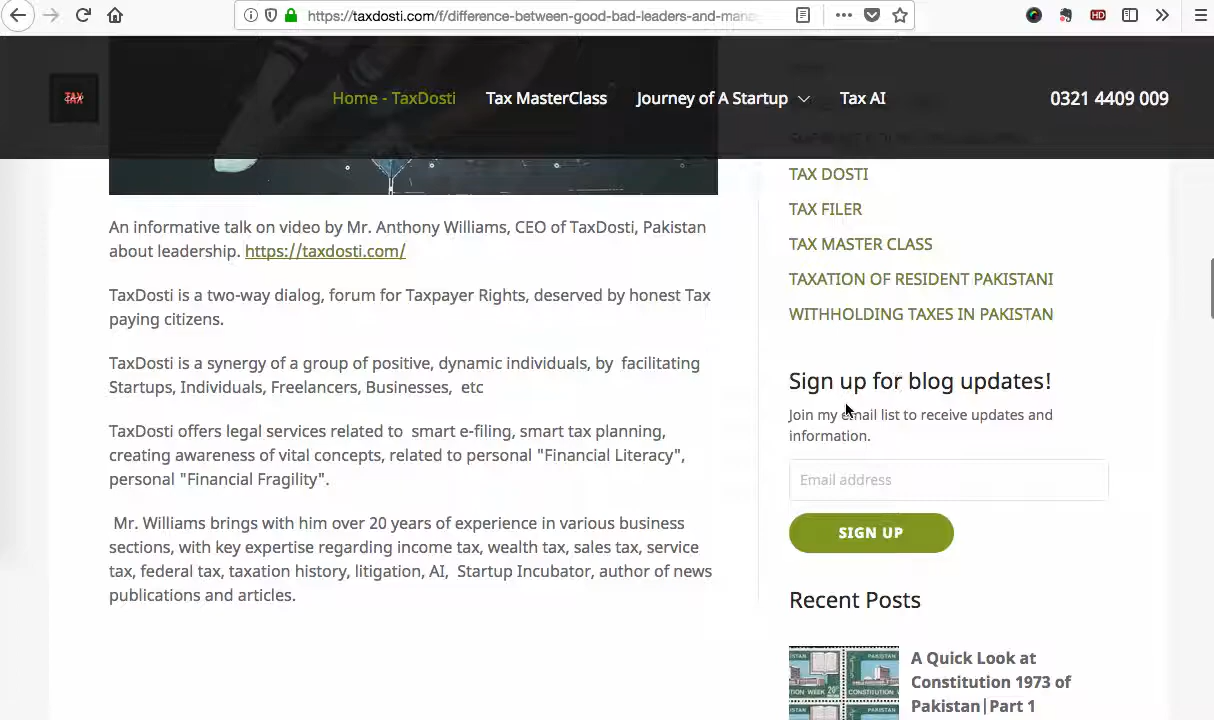 https://taxdosti.com/f/difference-between-good-bad-leaders-and-mana
HD
TAX
Home - TaxDosti
Tax MasterClass
Journey of A Startup
Tax AI
0321 4409 009
An informative talk on video by Mr. Anthony Williams, CEO of TaxDosti, Pakistan
about leadership. https://taxdosti.com/
TaxDosti is a two-way dialog, forum for Taxpayer Rights, deserved by honest Tax
paying citizens.
TaxDosti is a synergy of a group of positive, dynamic individuals, by  facilitating
Startups, Individuals, Freelancers, Businesses,  etc
TaxDosti offers legal services related to  smart e-filing, smart tax planning,
creating awareness of vital concepts, related to personal "Financial Literacy",
personal "Financial Fragility".
Mr. Williams brings with him over 20 years of experience in various business
sections, with key expertise regarding income tax, wealth tax, sales tax, service
tax, federal tax, taxation history, litigation, AI,  Startup Incubator, author of news
publications and articles.
TAX DOSTI
TAX FILER
TAX MASTER CLASS
TAXATION OF RESIDENT PAKISTANI
WITHHOLDING TAXES IN PAKISTAN
Sign up for blog updates!
Join my email list to receive updates and
information.
Email address
SIGN UP
Recent Posts
PAKISTAN
A Quick Look at
Constitution 1973 of
Pakistan|Part 1